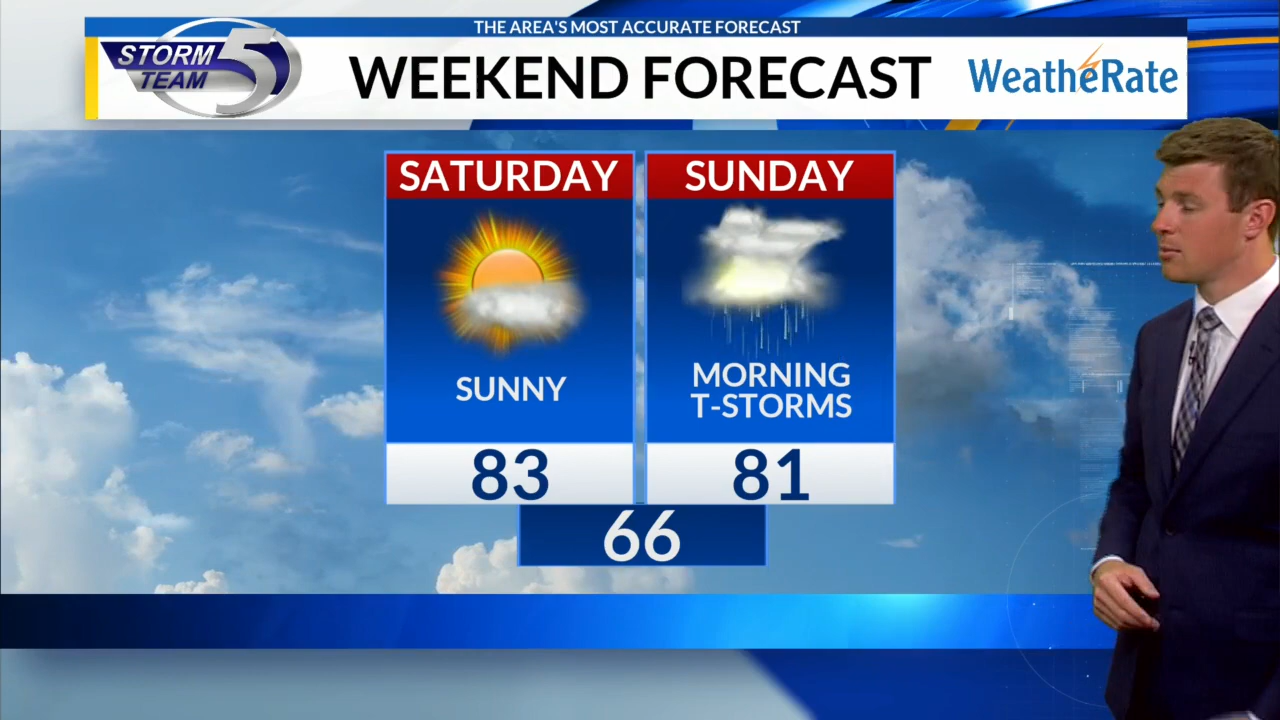 THE AREA'S MOST ACCURATE FORECAST
STORM TEAM 5
WEEKEND FORECAST
WeatheRate
SATURDAY
SUNNY
83
SUNDAY
MORNING
T-STORMS
81
66